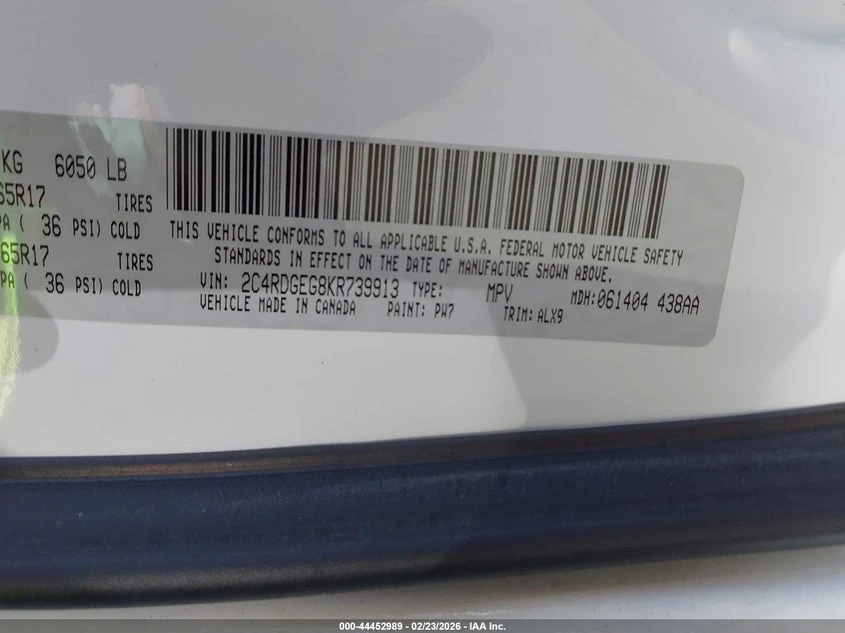 KG 6050 LB
65R17 TIRES
PA ( 36 PSI) COLD
65R17 TIRES
PA ( 36 PSI) COLD
THIS VEHICLE CONFORMS TO ALL APPLICABLE U.S.A. FEDERAL MOTOR VEHICLE SAFETY
STANDARDS IN EFFECT ON THE DATE OF MANUFACTURE SHOWN ABOVE.
VIN: 2C4RDGEG8KR739913 TYPE: MPV MDH:061404 438AA
VEHICLE MADE IN CANADA PAINT: PW7 TRIM: ALX9
000-44452989 - 02/23/2026 - IAA Inc.